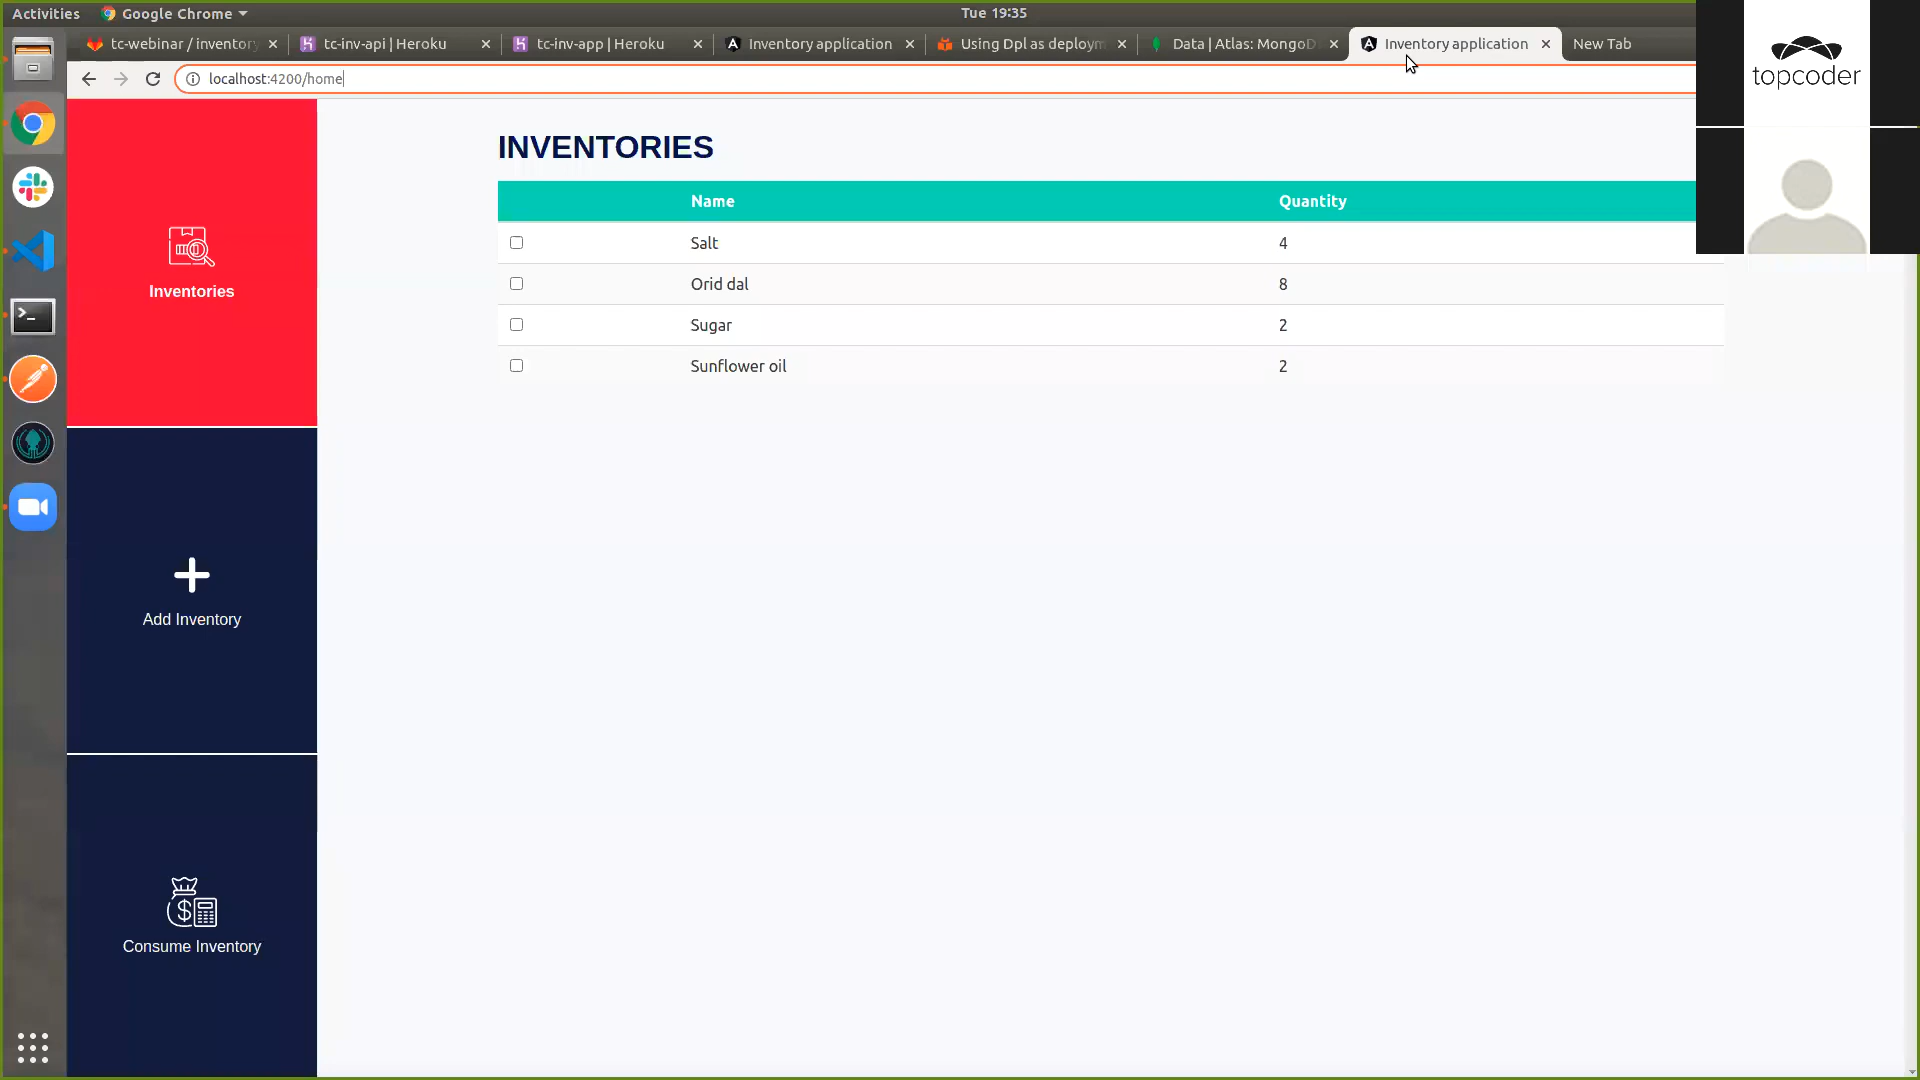 Activities
Google Chrome
Tue 19:35
tc-webinar / inventory
tc-inv-api | Heroku
tc-inv-app | Heroku
Inventory application
Using Dpl as deploym
Data | Atlas: MongoD
Inventory application
New Tab
localhost:4200/home
topcoder
INVENTORIES
Name Quantity
Salt 4
Orid dal 8
Sugar 2
Sunflower oil 2
Inventories
Add Inventory
Consume Inventory